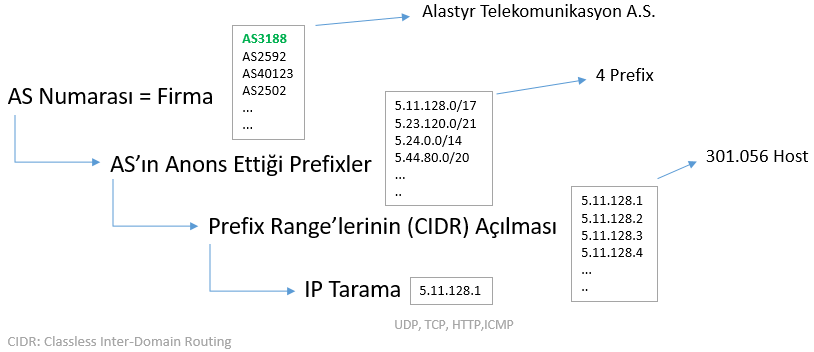 Alastyr Telekomunikasyon A.S.
AS3188
AS2592
AS40123
AS2502
...
...
AS Numarası = Firma
4 Prefix
5.11.128.0/17
5.23.120.0/21
5.24.0.0/14
5.44.80.0/20
...
..
AS’ın Anons Ettiği Prefixler
301.056 Host
5.11.128.1
5.11.128.2
5.11.128.3
5.11.128.4
...
..
Prefix Range’lerinin (CIDR) Açılması
IP Tarama
5.11.128.1
UDP, TCP, HTTP,ICMP
CIDR: Classless Inter-Domain Routing